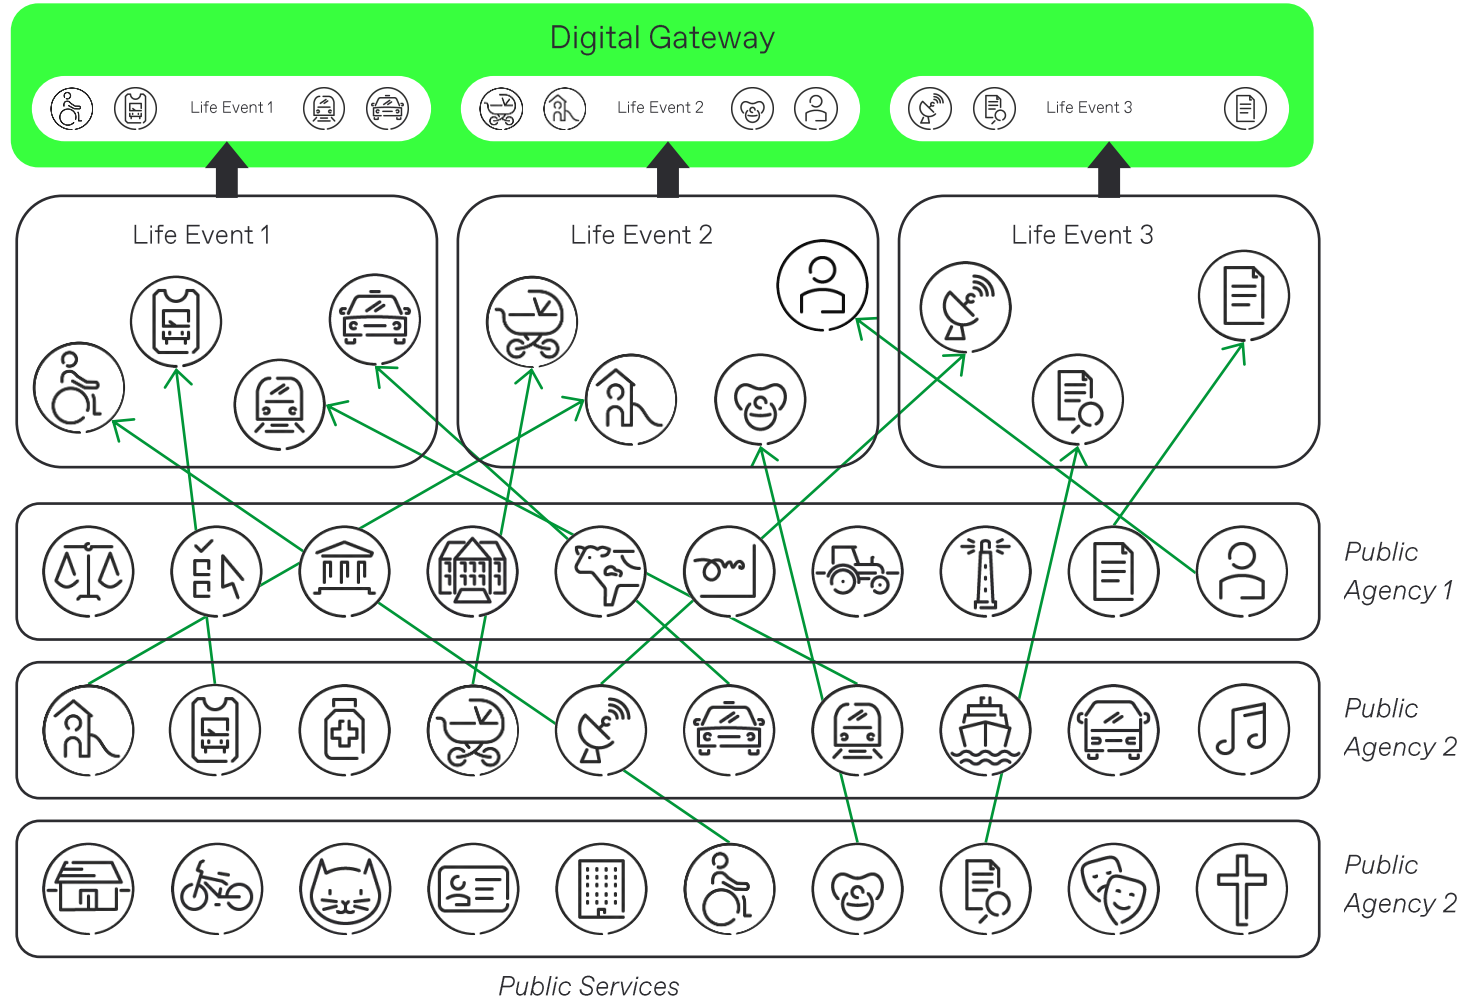 Digital Gateway
Life Event 1
Life Event 2
Life Event 3
Life Event 1
Life Event 2
Life Event 3
Public
Agency 1
Public
Agency 2
Public
Agency 2
Public Services